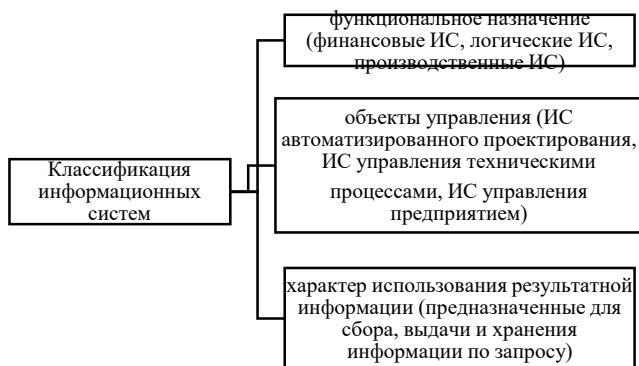 функциональное назначение
(финансовые ИС, логические ИС,
производственные ИС)
объекты управления (ИС
автоматизированного проектирования,
ИС управления техническими
процессами, ИС управления
предприятием)
Классификация
информационных
систем
характер использования результатной
информации (предназначенные для
сбора, выдачи и хранения
информации по запросу)